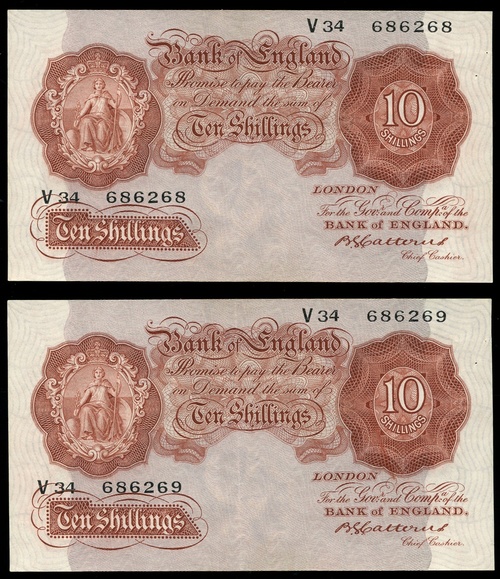 V34 686268
Bank of England
Promise to pay the Bearer
on Demand the sum of
Ten Shillings
10
SHILLINGS
V34 686268
Ten Shillings
LONDON
For the Govr. and Compa. of the
BANK OF ENGLAND.
B G Catterns
Chief Cashier.
V34 686269
Bank of England
Promise to pay the Bearer
on Demand the sum of
Ten Shillings
10
SHILLINGS
V34 686269
Ten Shillings
LONDON
For the Govr. and Compa. of the
BANK OF ENGLAND.
B G Catterns
Chief Cashier.